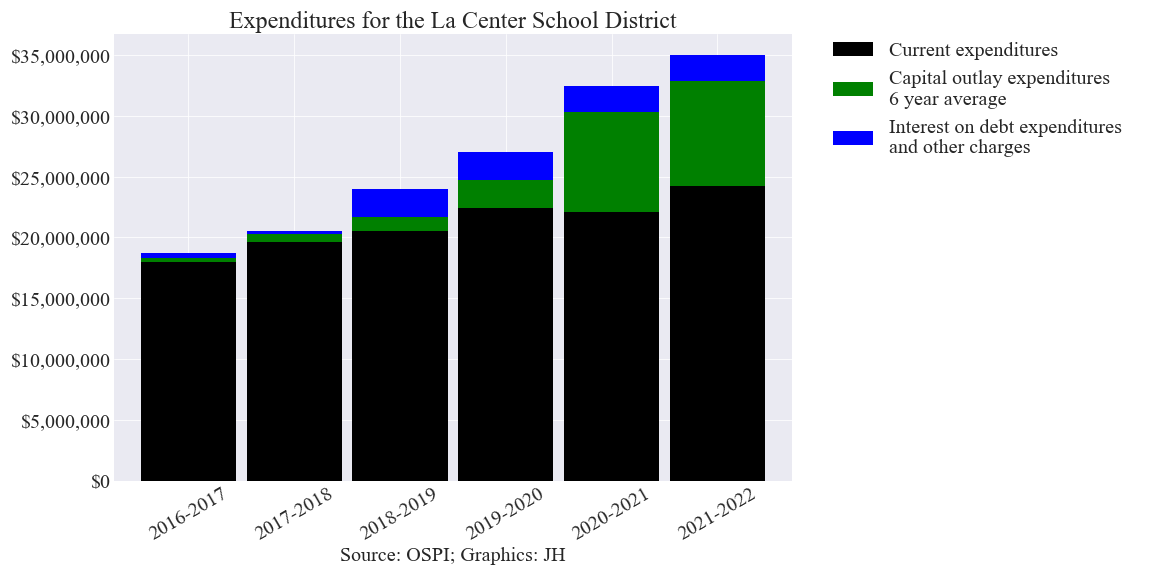 Expenditures for the La Center School District
$35,000,000
$30,000,000
$25,000,000
$20,000,000
$15,000,000
$10,000,000
$5,000,000
$0
2016-2017
2017-2018
2018-2019
2019-2020
2020-2021
2021-2022
Source: OSPI; Graphics: JH
Current expenditures
Capital outlay expenditures
6 year average
Interest on debt expenditures
and other charges